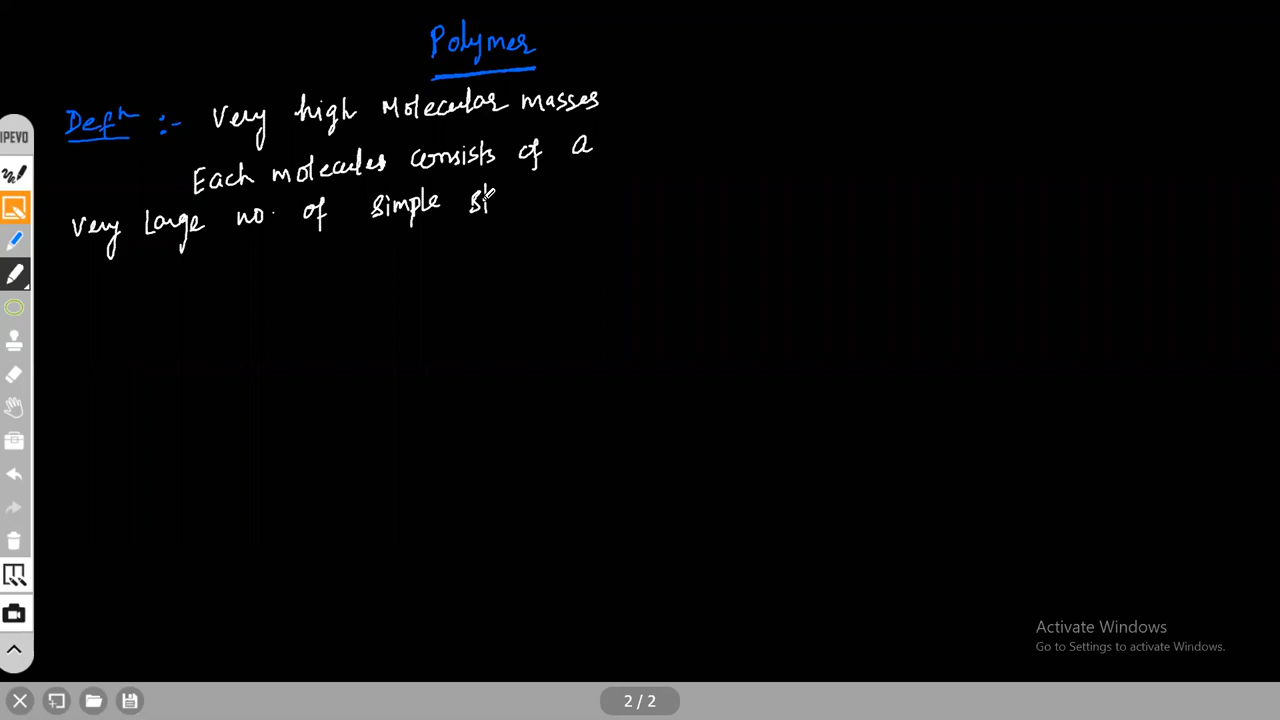 Polymer
Defⁿ :- Very high Molecular masses
IPEVO
Each molecules consists of a
very large no. of simple
2 / 2
Activate Windows
Go to Settings to activate Windows.